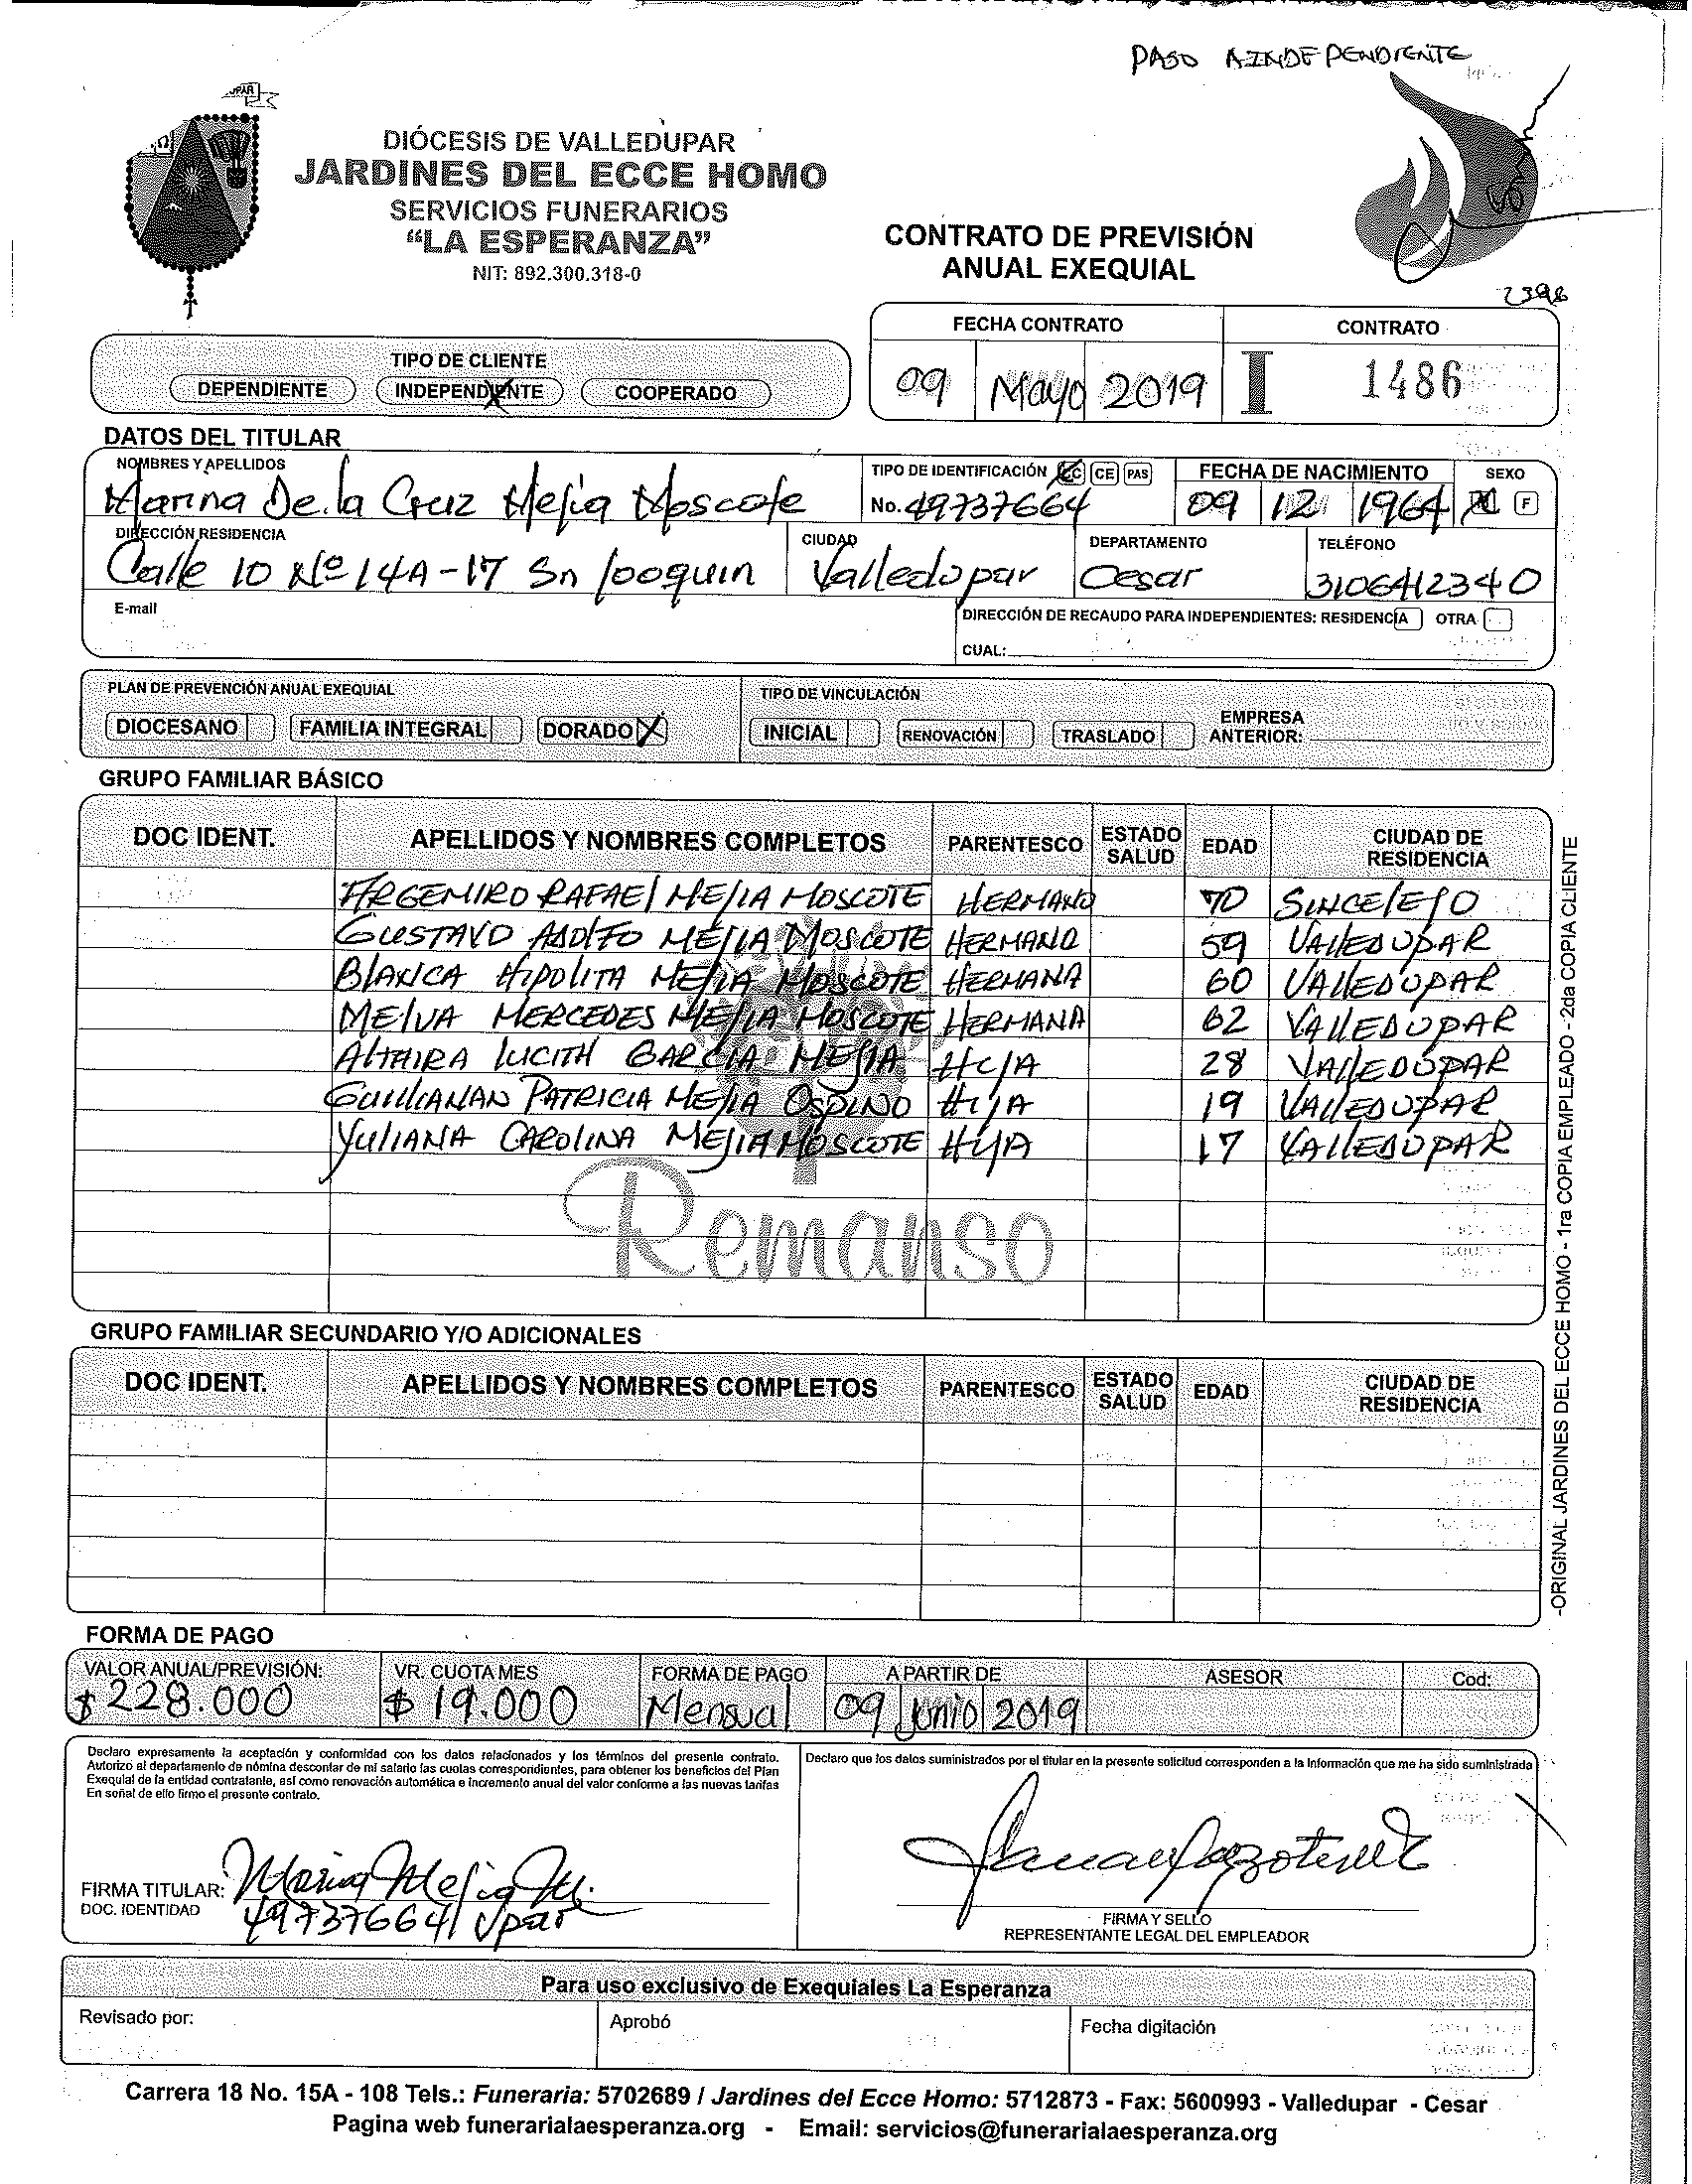 PASO A INDEPENDIENTE
DIÓCESIS DE VALLEDUPAR
JARDINES DEL ECCE HOMO
SERVICIOS FUNERARIOS
“LA ESPERANZA”
NIT: 892.300.318-0
CONTRATO DE PREVISIÓN
ANUAL EXEQUIAL
2398
TIPO DE CLIENTE
DEPENDIENTE INDEPENDIENTE COOPERADO
FECHA CONTRATO CONTRATO
09 Mayo 2019 I 1486
DATOS DEL TITULAR
NOMBRES Y APELLIDOS TIPO DE IDENTIFICACIÓN CC CE PAS FECHA DE NACIMIENTO SEXO
Marina De la Cruz Mejia Moscote No. 49737664 09 12 1964 F
DIRECCIÓN RESIDENCIA CIUDAD DEPARTAMENTO TELÉFONO
Calle 10 Nº 14A-17 Sn Jooquin Valledupar Cesar 3106412340
E-mail DIRECCIÓN DE RECAUDO PARA INDEPENDIENTES: RESIDENCIA OTRA
CUAL:
PLAN DE PREVENCIÓN ANUAL EXEQUIAL TIPO DE VINCULACIÓN
DIOCESANO FAMILIA INTEGRAL DORADO X INICIAL RENOVACIÓN TRASLADO EMPRESA ANTERIOR:
GRUPO FAMILIAR BÁSICO
DOC IDENT. APELLIDOS Y NOMBRES COMPLETOS PARENTESCO ESTADO SALUD EDAD CIUDAD DE RESIDENCIA
ARGEMIRO RAFAEL MEJIA MOSCOTE HERMANO 70 SINCELEJO
GUSTAVO ADOLFO MEJIA MOSCOTE HERMANO 59 VALLEDUPAR
BLANCA HIPOLITA MEJIA MOSCOTE HERMANA 60 VALLEDUPAR
MELVA MERCEDES MEJIA MOSCOTE HERMANA 62 VALLEDUPAR
ALTAIRA LUCITH GARCIA MEJIA HIJA 28 VALLEDUPAR
GUILLIANAN PATRICIA MEJIA OSPINO HIJA 19 VALLEDUPAR
YULIANA CAROLINA MEJIA MOSCOTE HIJA 17 VALLEDUPAR
Remanso
GRUPO FAMILIAR SECUNDARIO Y/O ADICIONALES
DOC IDENT. APELLIDOS Y NOMBRES COMPLETOS PARENTESCO ESTADO SALUD EDAD CIUDAD DE RESIDENCIA
-ORIGINAL JARDINES DEL ECCE HOMO - 1ra COPIA EMPLEADO - 2da COPIA CLIENTE
FORMA DE PAGO
VALOR ANUAL/PREVISIÓN: VR. CUOTA MES FORMA DE PAGO A PARTIR DE ASESOR Cod:
$ 228.000 $ 19.000 Mensual 09 Junio 2019
Declaro expresamente la aceptación y conformidad con los datos relacionados y los términos del presente contrato.
Autorizo al departamento de nómina descontar de mi salario las cuotas correspondientes, para obtener los beneficios del Plan
Exequial de la entidad contratante, así como renovación automática e incremento anual del valor conforme a las nuevas tarifas
En señal de ello firmo el presente contrato.
Declaro que los datos suministrados por el titular en la presente solicitud corresponden a la información que me ha sido suministrada
FIRMA TITULAR: Marina Mejia M.
DOC. IDENTIDAD 49737664 Vpar
FIRMA Y SELLO
REPRESENTANTE LEGAL DEL EMPLEADOR
Para uso exclusivo de Exequiales La Esperanza
Revisado por: Aprobó Fecha digitación
Carrera 18 No. 15A - 108 Tels.: Funeraria: 5702689 / Jardines del Ecce Homo: 5712873 - Fax: 5600993 - Valledupar - Cesar
Pagina web funerarialaesperanza.org - Email: servicios@funerarialaesperanza.org